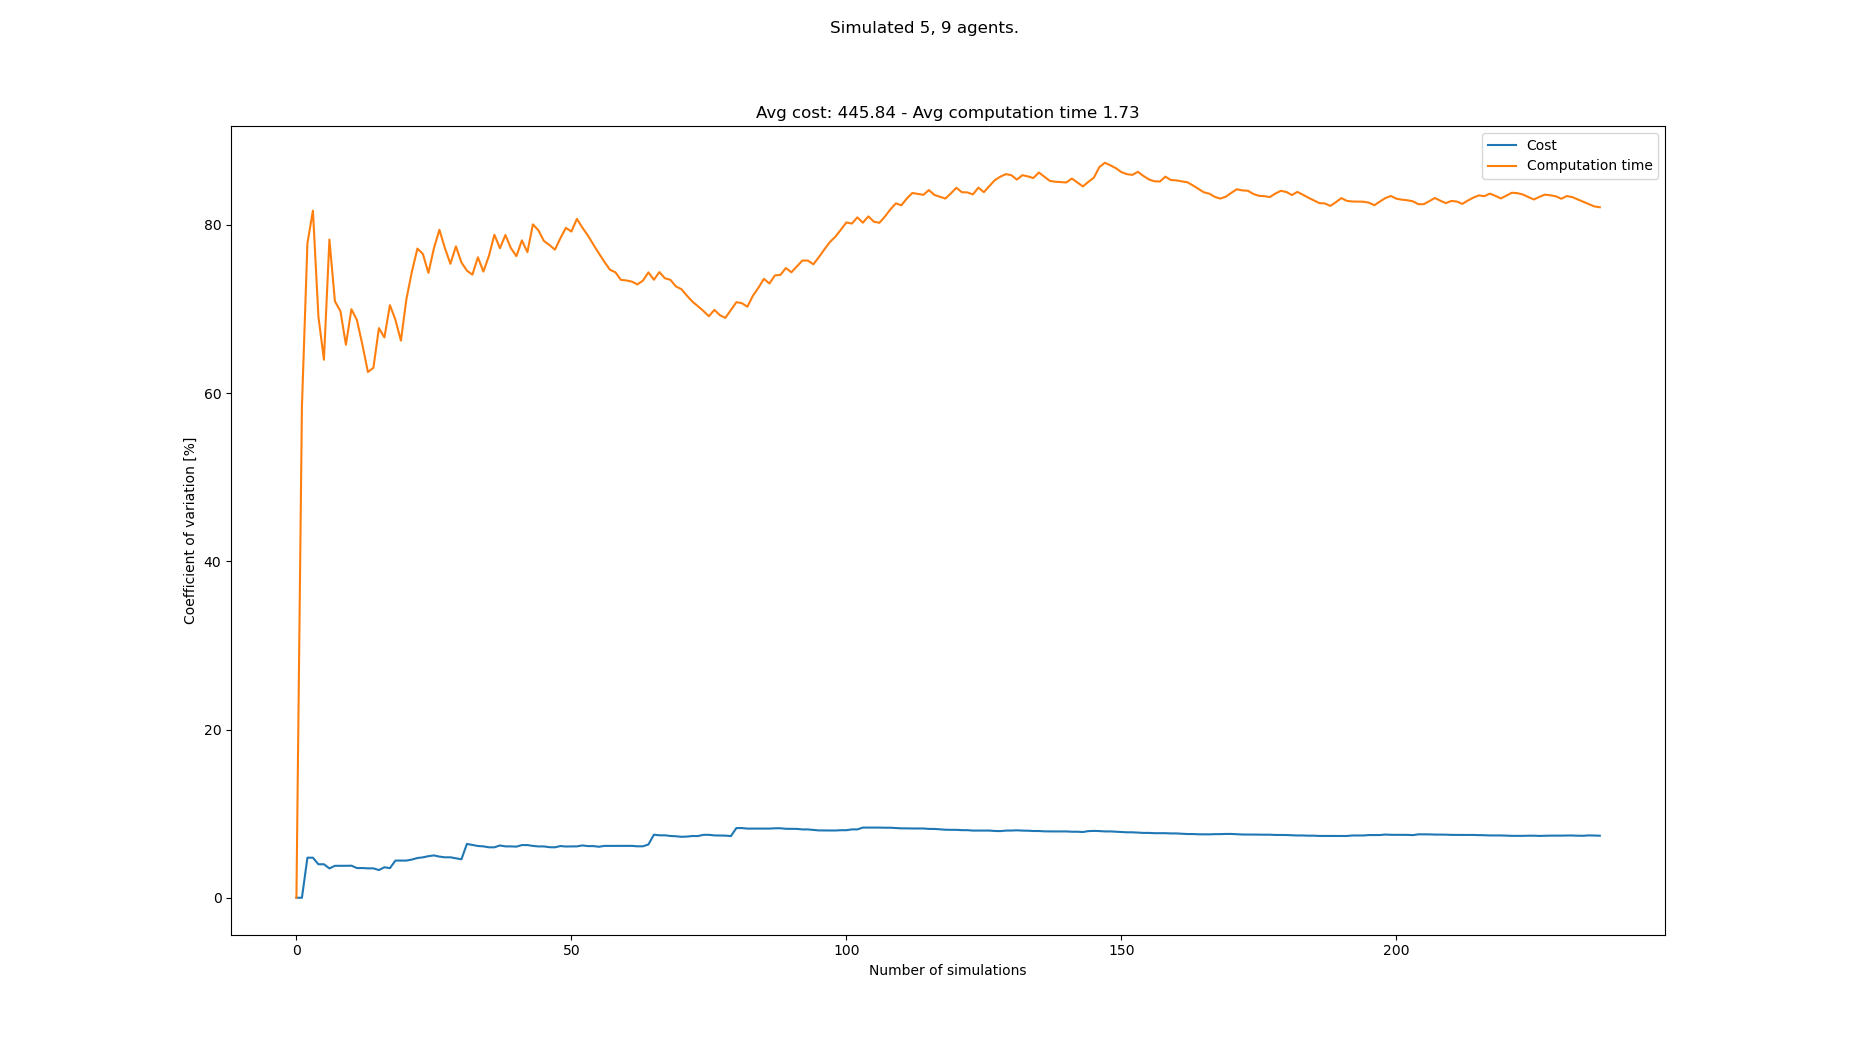 Simulated 5, 9 agents.
Avg cost: 445.84 - Avg computation time 1.73
Cost
Computation time
80
60
40
20
0
Coefficient of variation [%]
0 50 100 150 200
Number of simulations